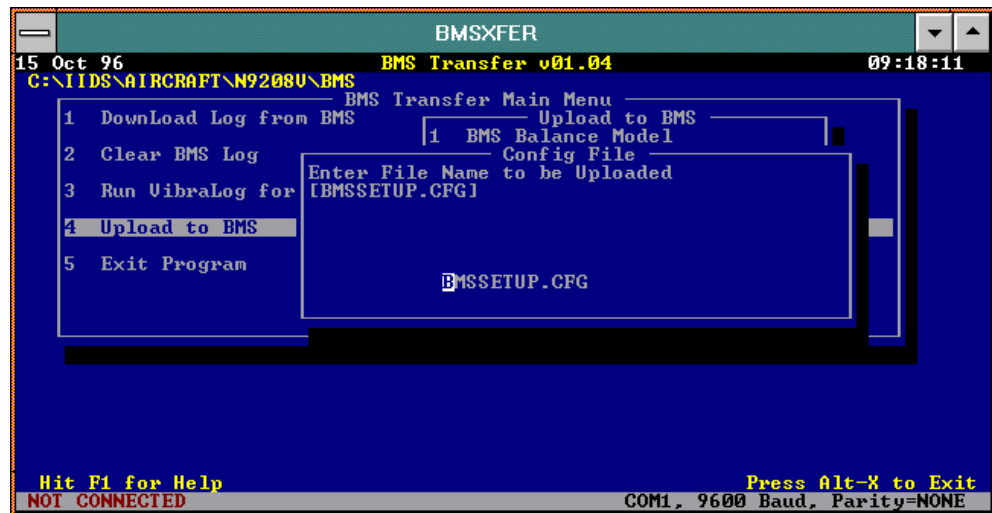 BMSXFER
15 Oct 96 BMS Transfer v01.04 09:18:11
C:\IIDS\AIRCRAFT\N9208V\BMS
BMS Transfer Main Menu
1 DownLoad Log from BMS
Upload to BMS
1 BMS Balance Model
2 Clear BMS Log
Config File
Enter File Name to be Uploaded
3 Run VibraLog for [BMSSETUP.CFG]
4 Upload to BMS
5 Exit Program
BMSSETUP.CFG
Hit F1 for Help Press Alt-X to Exit
NOT CONNECTED COM1, 9600 Baud, Parity=NONE